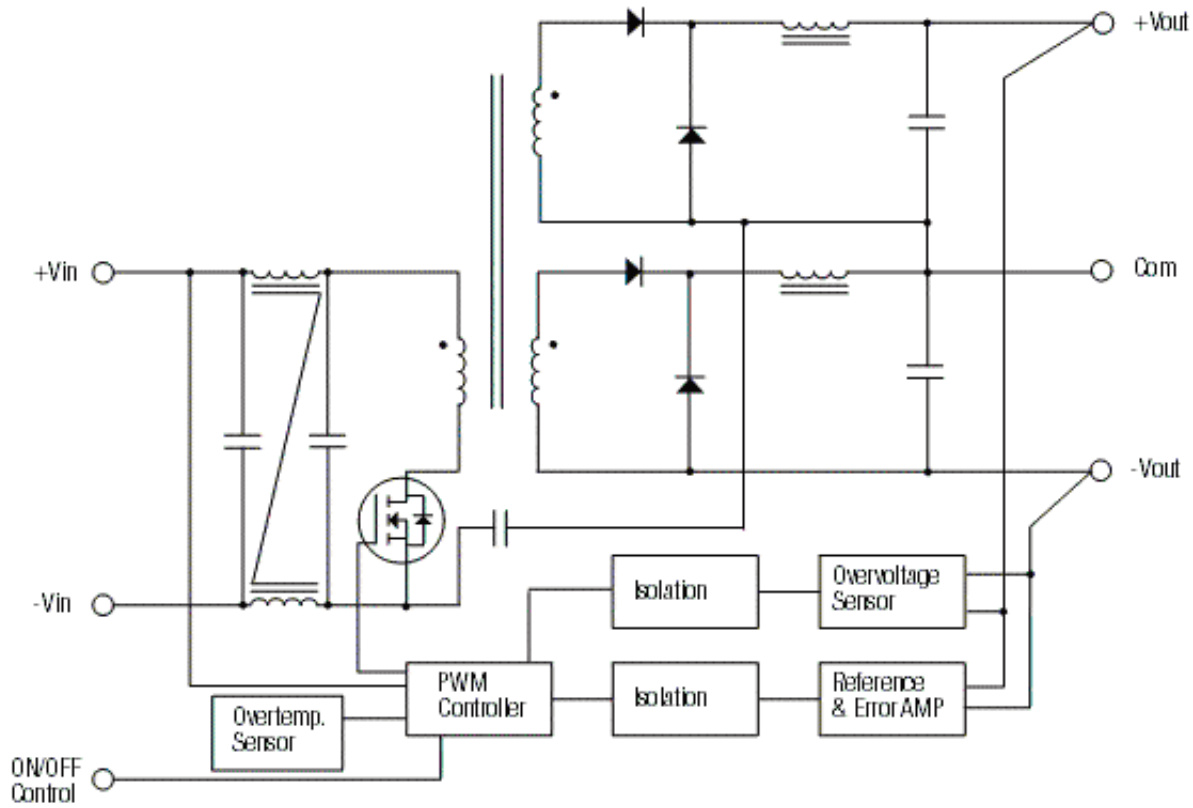 +Vout
+Vin
Com
-Vout
-Vin
Isolation
Overvoltage
Sensor
PWM
Controller
Isolation
Reference
& Error AMP
Overtemp.
Sensor
ON/OFF
Control